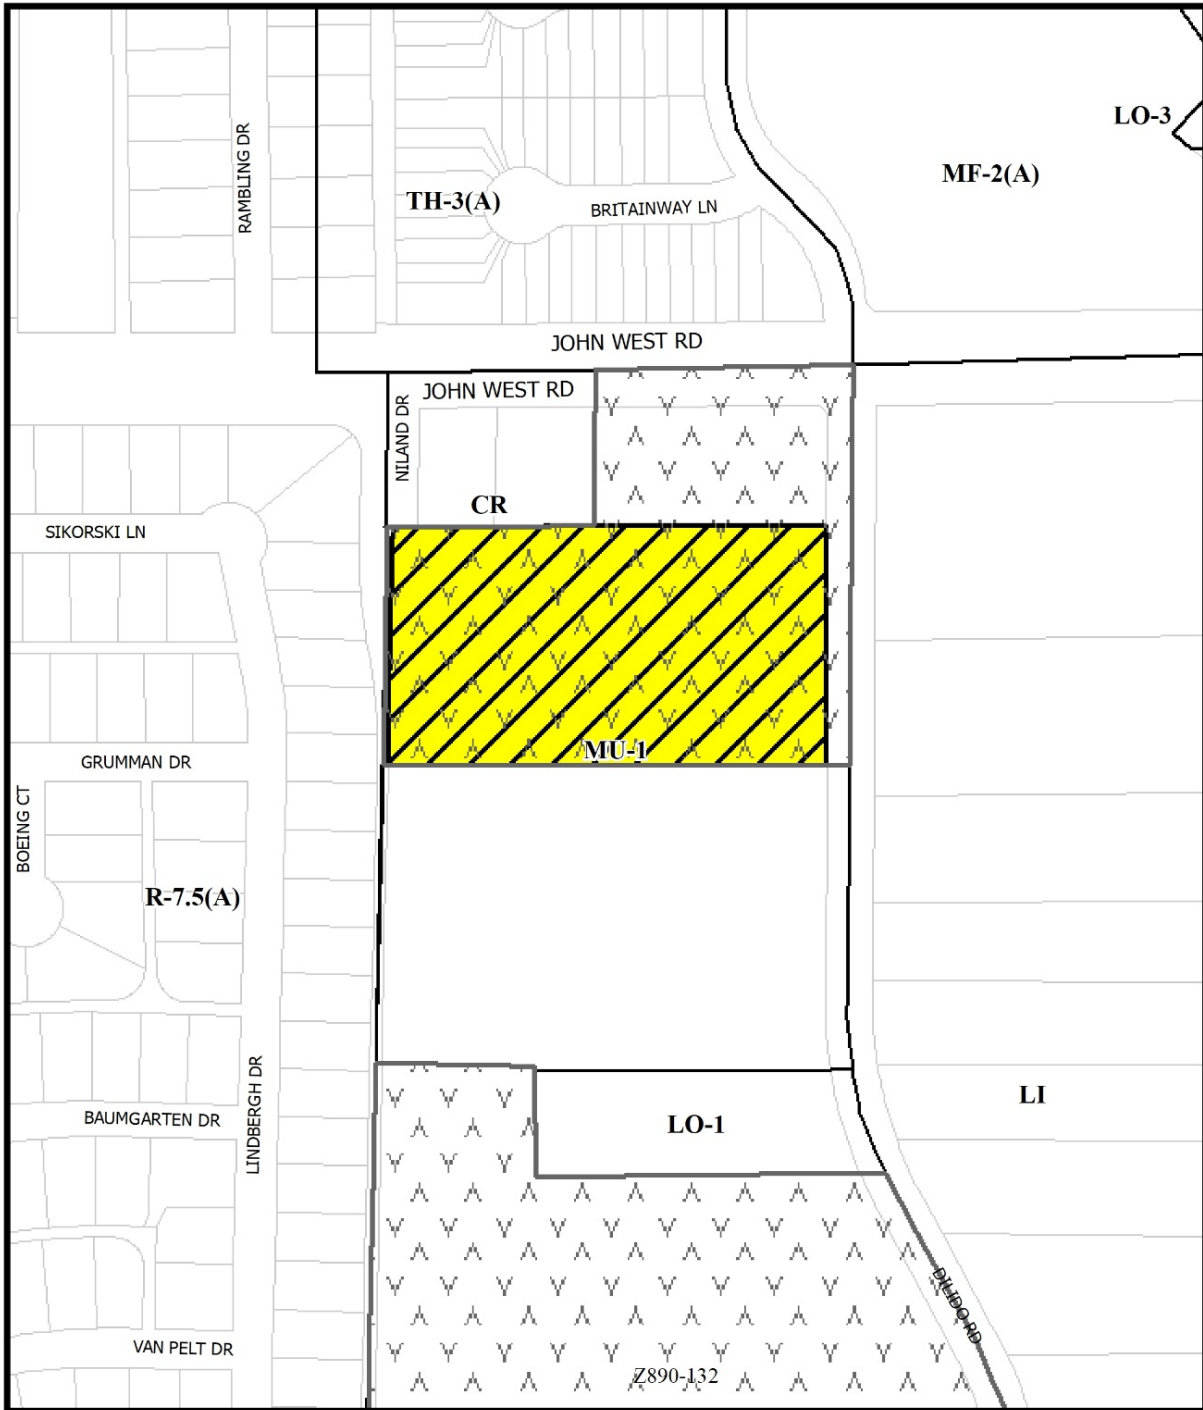 LO-3
RAMBLING DR
MF-2(A)
TH-3(A)
BRITAINWAY LN
JOHN WEST RD
JOHN WEST RD
NILAND DR
CR
SIKORSKI LN
MU-1
GRUMMAN DR
BOEING CT
R-7.5(A)
LINDBERGH DR
LI
BAUMGARTEN DR
LO-1
DILIDO RD
VAN PELT DR
Z890-132